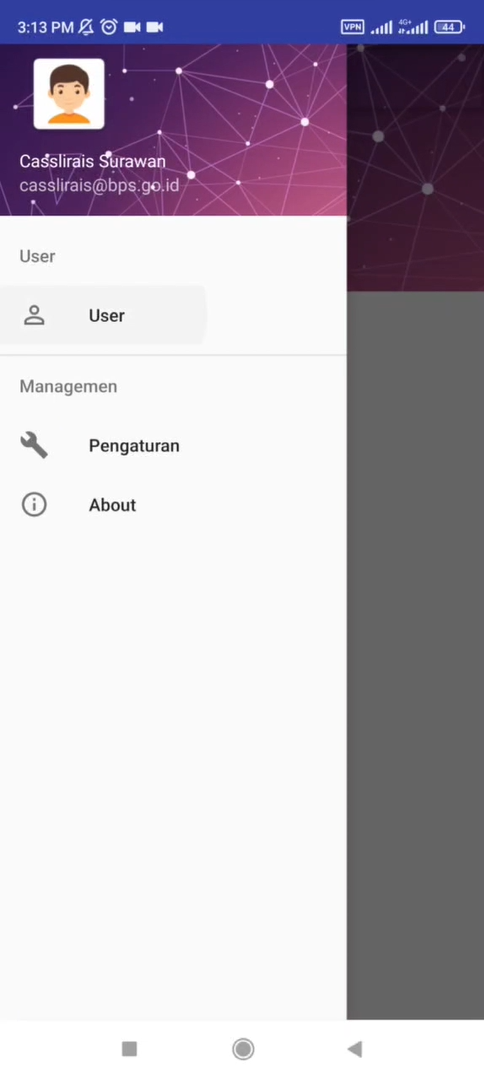 3:13 PM VPN 4G+ 44
Casslirais Surawan
casslirais@bps.go.id
User
User
Managemen
Pengaturan
About